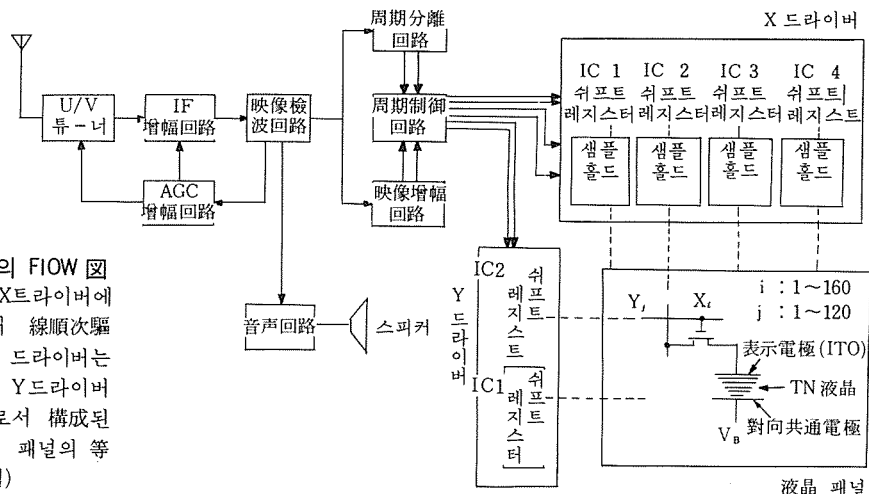 周期分離
回路
X 드라이버
IC 1
쉬프트
레지스터
IC 2
쉬프트
레지스터
IC 3
쉬프트
레지스터
IC 4
쉬프트
레지스트
U/V
튜-너
IF
增幅回路
映像檢
波回路
周期制御
回路
샘플
홀드
샘플
홀드
샘플
홀드
샘플
홀드
AGC
增幅回路
映像增幅
回路
音声回路
스피커
IC2
쉬프트
레지스트
Y 드라이버
IC1
쉬프트
레지스터
Yj
Xi
i : 1~160
j : 1~120
表示電極(ITO)
TN 液晶
對向共通電極
VB
液晶 패널
의 FIOW 図
X트라이버에
線順次驅
드라이버는
Y드라이버
로서 構成된
패널의 等